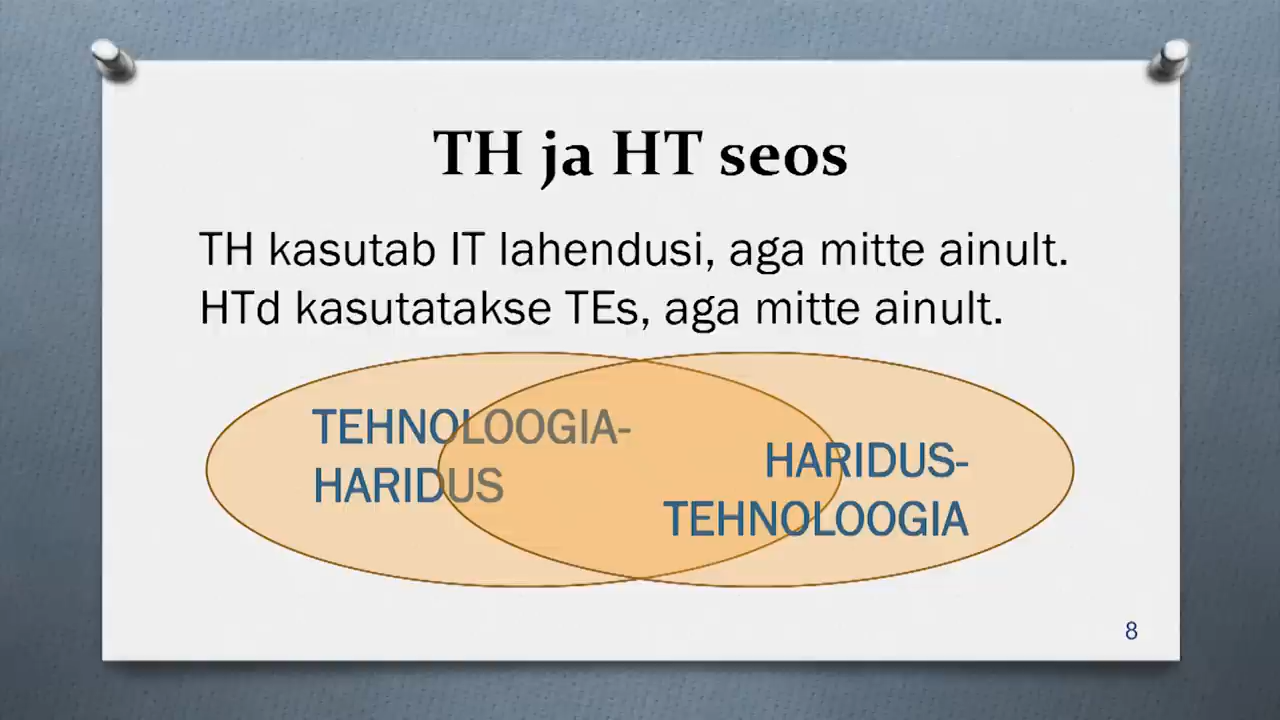 TH ja HT seos
TH kasutab IT lahendusi, aga mitte ainult.
HTd kasutatakse TEs, aga mitte ainult.
TEHNOLOOGIA-
HARIDUS
HARIDUS-
TEHNOLOOGIA
8